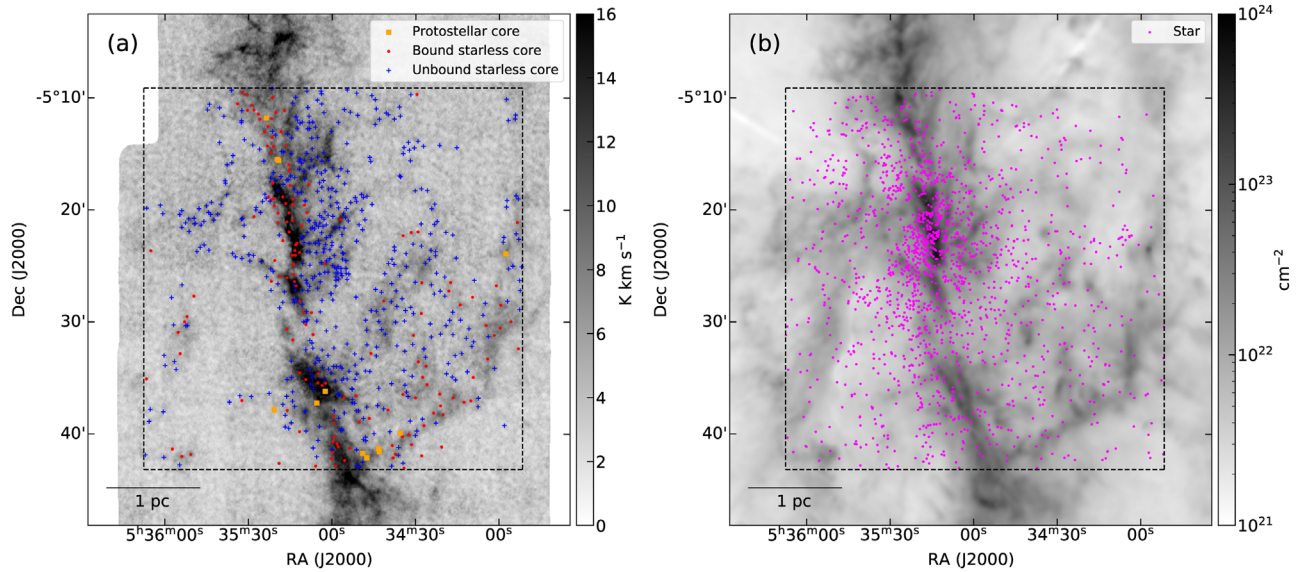 (a)
Protostellar core
Bound starless core
Unbound starless core
-5°10'
20'
30'
40'
Dec (J2000)
1 pc
5ʰ36ᵐ00ˢ
35ᵐ30ˢ
00ˢ
34ᵐ30ˢ
00ˢ
RA (J2000)
16
14
12
10
8
6
4
2
0
K km s⁻¹
(b)
Star
-5°10'
20'
30'
40'
Dec (J2000)
1 pc
5ʰ36ᵐ00ˢ
35ᵐ30ˢ
00ˢ
34ᵐ30ˢ
00ˢ
RA (J2000)
10²⁴
10²³
10²²
10²¹
cm⁻²